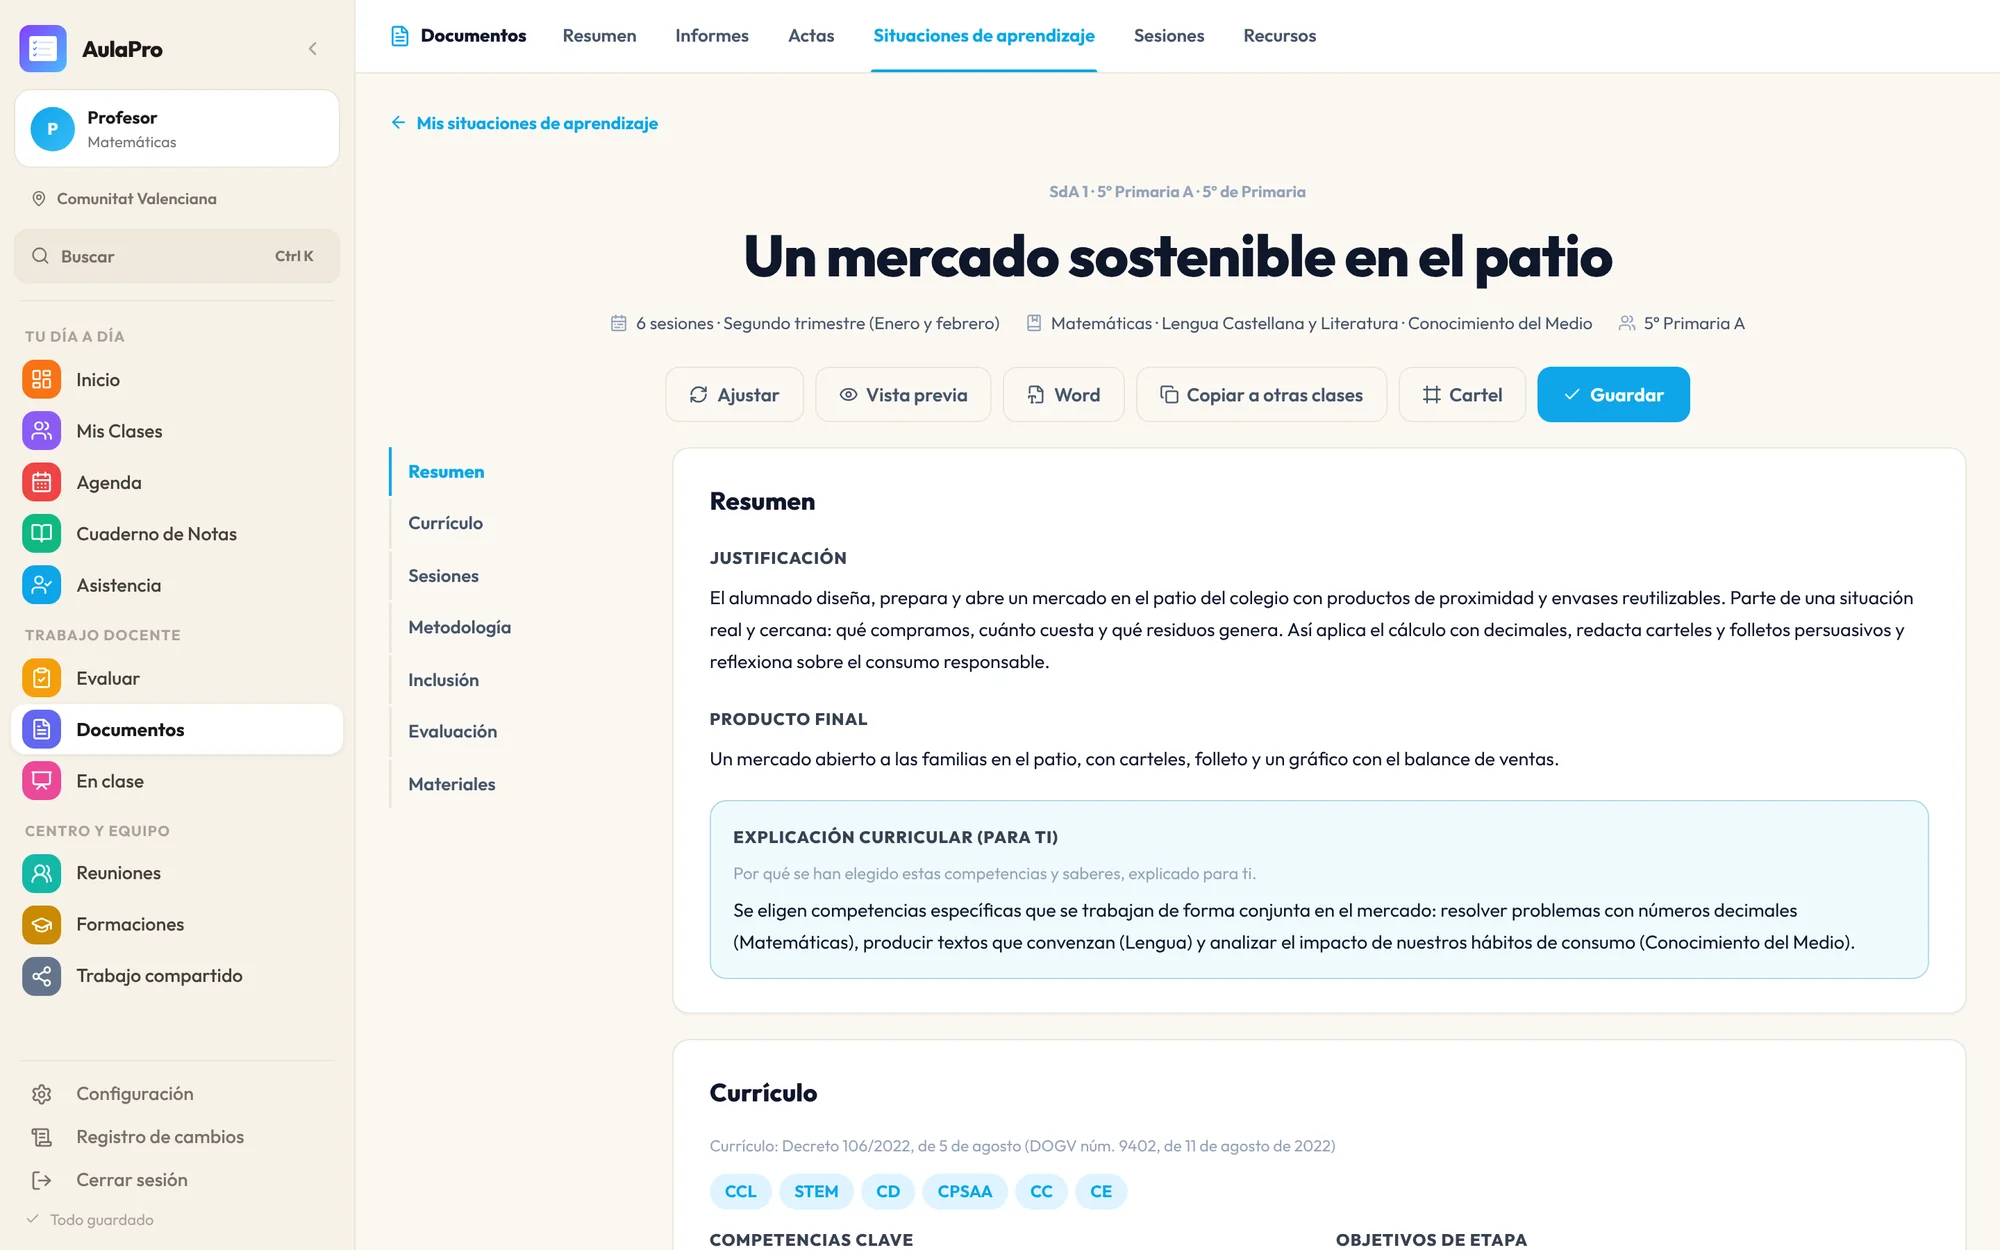 AulaPro
P
Profesor
Matemáticas
Comunitat Valenciana
Buscar
Ctrl K
TU DÍA A DÍA
Inicio
Mis Clases
Agenda
Cuaderno de Notas
Asistencia
TRABAJO DOCENTE
Evaluar
Documentos
En clase
CENTRO Y EQUIPO
Reuniones
Formaciones
Trabajo compartido
Configuración
Registro de cambios
Cerrar sesión
Todo guardado
Documentos
Resumen
Informes
Actas
Situaciones de aprendizaje
Sesiones
Recursos
Mis situaciones de aprendizaje
SdA 1 · 5º Primaria A · 5º de Primaria
Un mercado sostenible en el patio
6 sesiones · Segundo trimestre (Enero y febrero)
Matemáticas · Lengua Castellana y Literatura · Conocimiento del Medio
5º Primaria A
Ajustar
Vista previa
Word
Copiar a otras clases
Cartel
Guardar
Resumen
Currículo
Sesiones
Metodología
Inclusión
Evaluación
Materiales
Resumen
JUSTIFICACIÓN
El alumnado diseña, prepara y abre un mercado en el patio del colegio con productos de proximidad y envases reutilizables. Parte de una situación
real y cercana: qué compramos, cuánto cuesta y qué residuos genera. Así aplica el cálculo con decimales, redacta carteles y folletos persuasivos y
reflexiona sobre el consumo responsable.
PRODUCTO FINAL
Un mercado abierto a las familias en el patio, con carteles, folleto y un gráfico con el balance de ventas.
EXPLICACIÓN CURRICULAR (PARA TI)
Por qué se han elegido estas competencias y saberes, explicado para ti.
Se eligen competencias específicas que se trabajan de forma conjunta en el mercado: resolver problemas con números decimales
(Matemáticas), producir textos que convenzan (Lengua) y analizar el impacto de nuestros hábitos de consumo (Conocimiento del Medio).
Currículo
Currículo: Decreto 106/2022, de 5 de agosto (DOGV núm. 9402, de 11 de agosto de 2022)
CCL
STEM
CD
CPSAA
CC
CE
COMPETENCIAS CLAVE
OBJETIVOS DE ETAPA